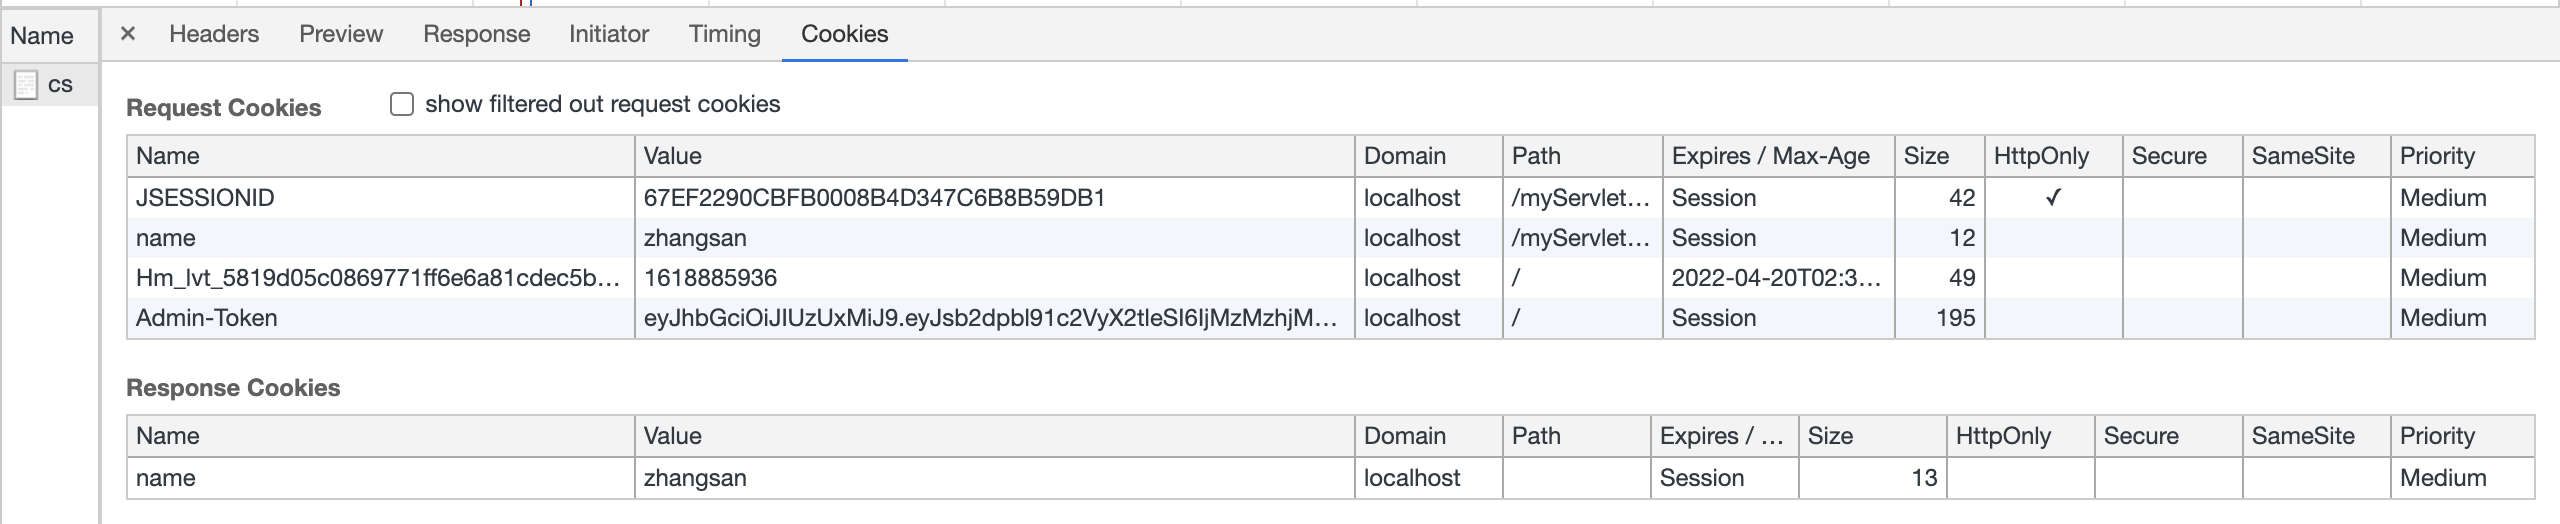 Name
× Headers Preview Response Initiator Timing Cookies
cs
Request Cookies show filtered out request cookies
Name Value Domain Path Expires / Max-Age Size HttpOnly Secure SameSite Priority
JSESSIONID 67EF2290CBFB0008B4D347C6B8B59DB1 localhost /myServlet… Session 42 ✓ Medium
name zhangsan localhost /myServlet… Session 12 Medium
Hm_lvt_5819d05c0869771ff6e6a81cdec5b… 1618885936 localhost / 2022-04-20T02:3… 49 Medium
Admin-Token eyJhbGciOiJIUzUxMiJ9.eyJsb2dpbl91c2VyX2tleSI6IjMzMzhjM… localhost / Session 195 Medium
Response Cookies
Name Value Domain Path Expires / … Size HttpOnly Secure SameSite Priority
name zhangsan localhost Session 13 Medium